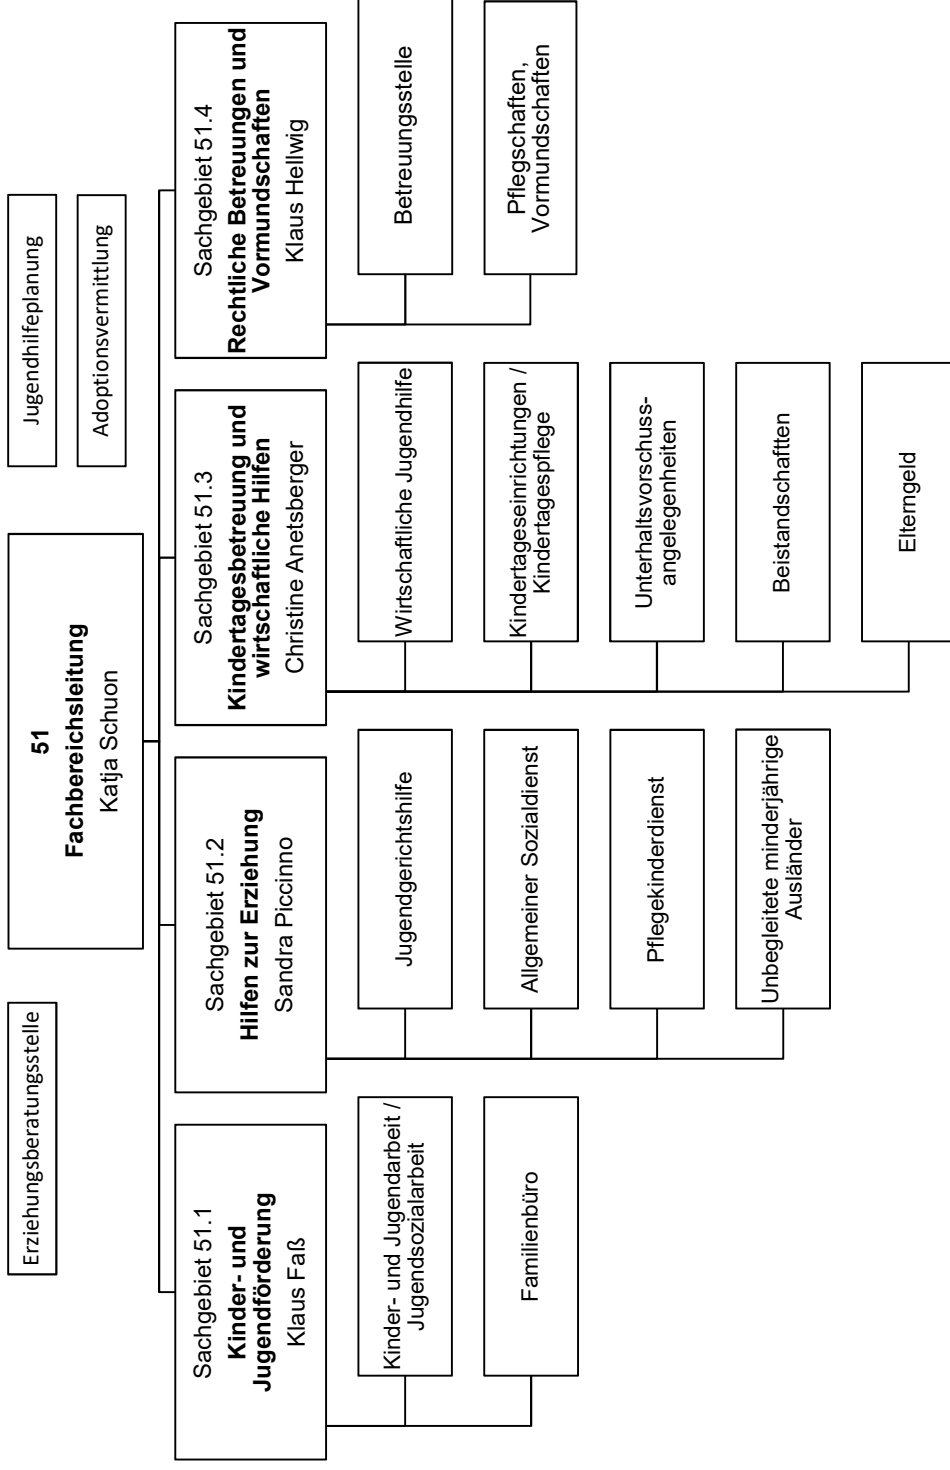 Erziehungsberatungsstelle
51
Fachbereichsleitung
Katja Schuon
Jugendhilfeplanung
Adoptionsvermittlung
Sachgebiet 51.1
Kinder- und
Jugendförderung
Klaus Faß
Kinder- und Jugendarbeit /
Jugendsozialarbeit
Familienbüro
Sachgebiet 51.2
Hilfen zur Erziehung
Sandra Piccinno
Jugendgerichtshilfe
Allgemeiner Sozialdienst
Pflegekinderdienst
Unbegleitete minderjährige
Ausländer
Sachgebiet 51.3
Kindertagesbetreuung und
wirtschaftliche Hilfen
Christine Anetsberger
Wirtschaftliche Jugendhilfe
Kindertageseinrichtungen /
Kindertagespflege
Unterhaltsvorschuss-
angelegenheiten
Beistandschaftten
Elterngeld
Sachgebiet 51.4
Rechtliche Betreuungen und
Vormundschaften
Klaus Hellwig
Betreuungsstelle
Pflegschaften,
Vormundschaften